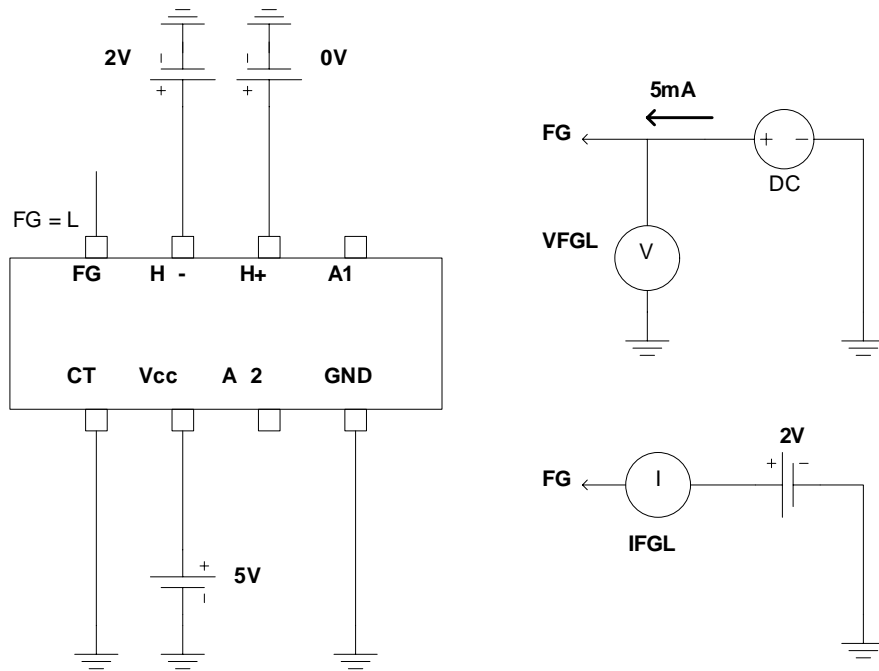 2V
0V
FG = L
FG H - H+ A1
CT Vcc A 2 GND
5V
5mA
FG
DC
VFGL
V
2V
FG
I
IFGL